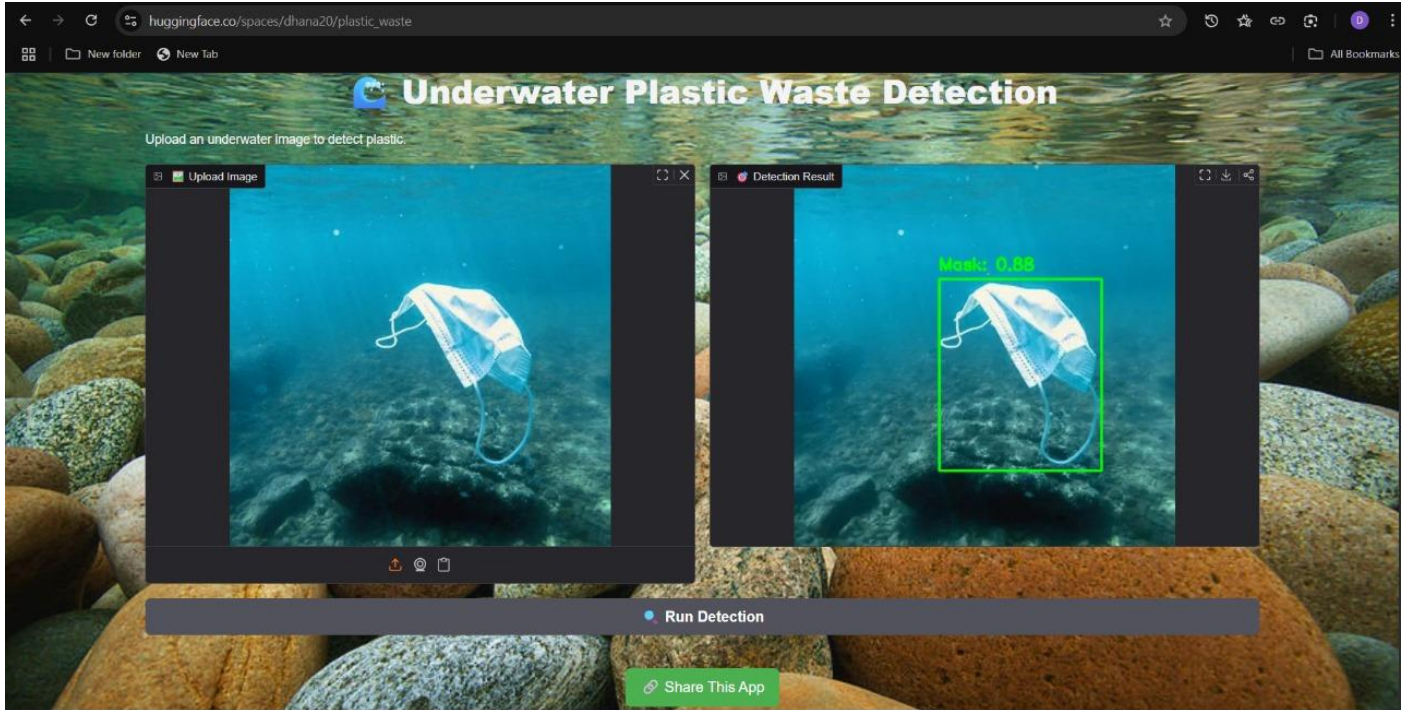 huggingface.co/spaces/dhana20/plastic_waste
D
New folder
New Tab
All Bookmarks
Underwater Plastic Waste Detection
Upload an underwater image to detect plastic.
Upload Image
Detection Result
Mask: 0.88
Run Detection
Share This App